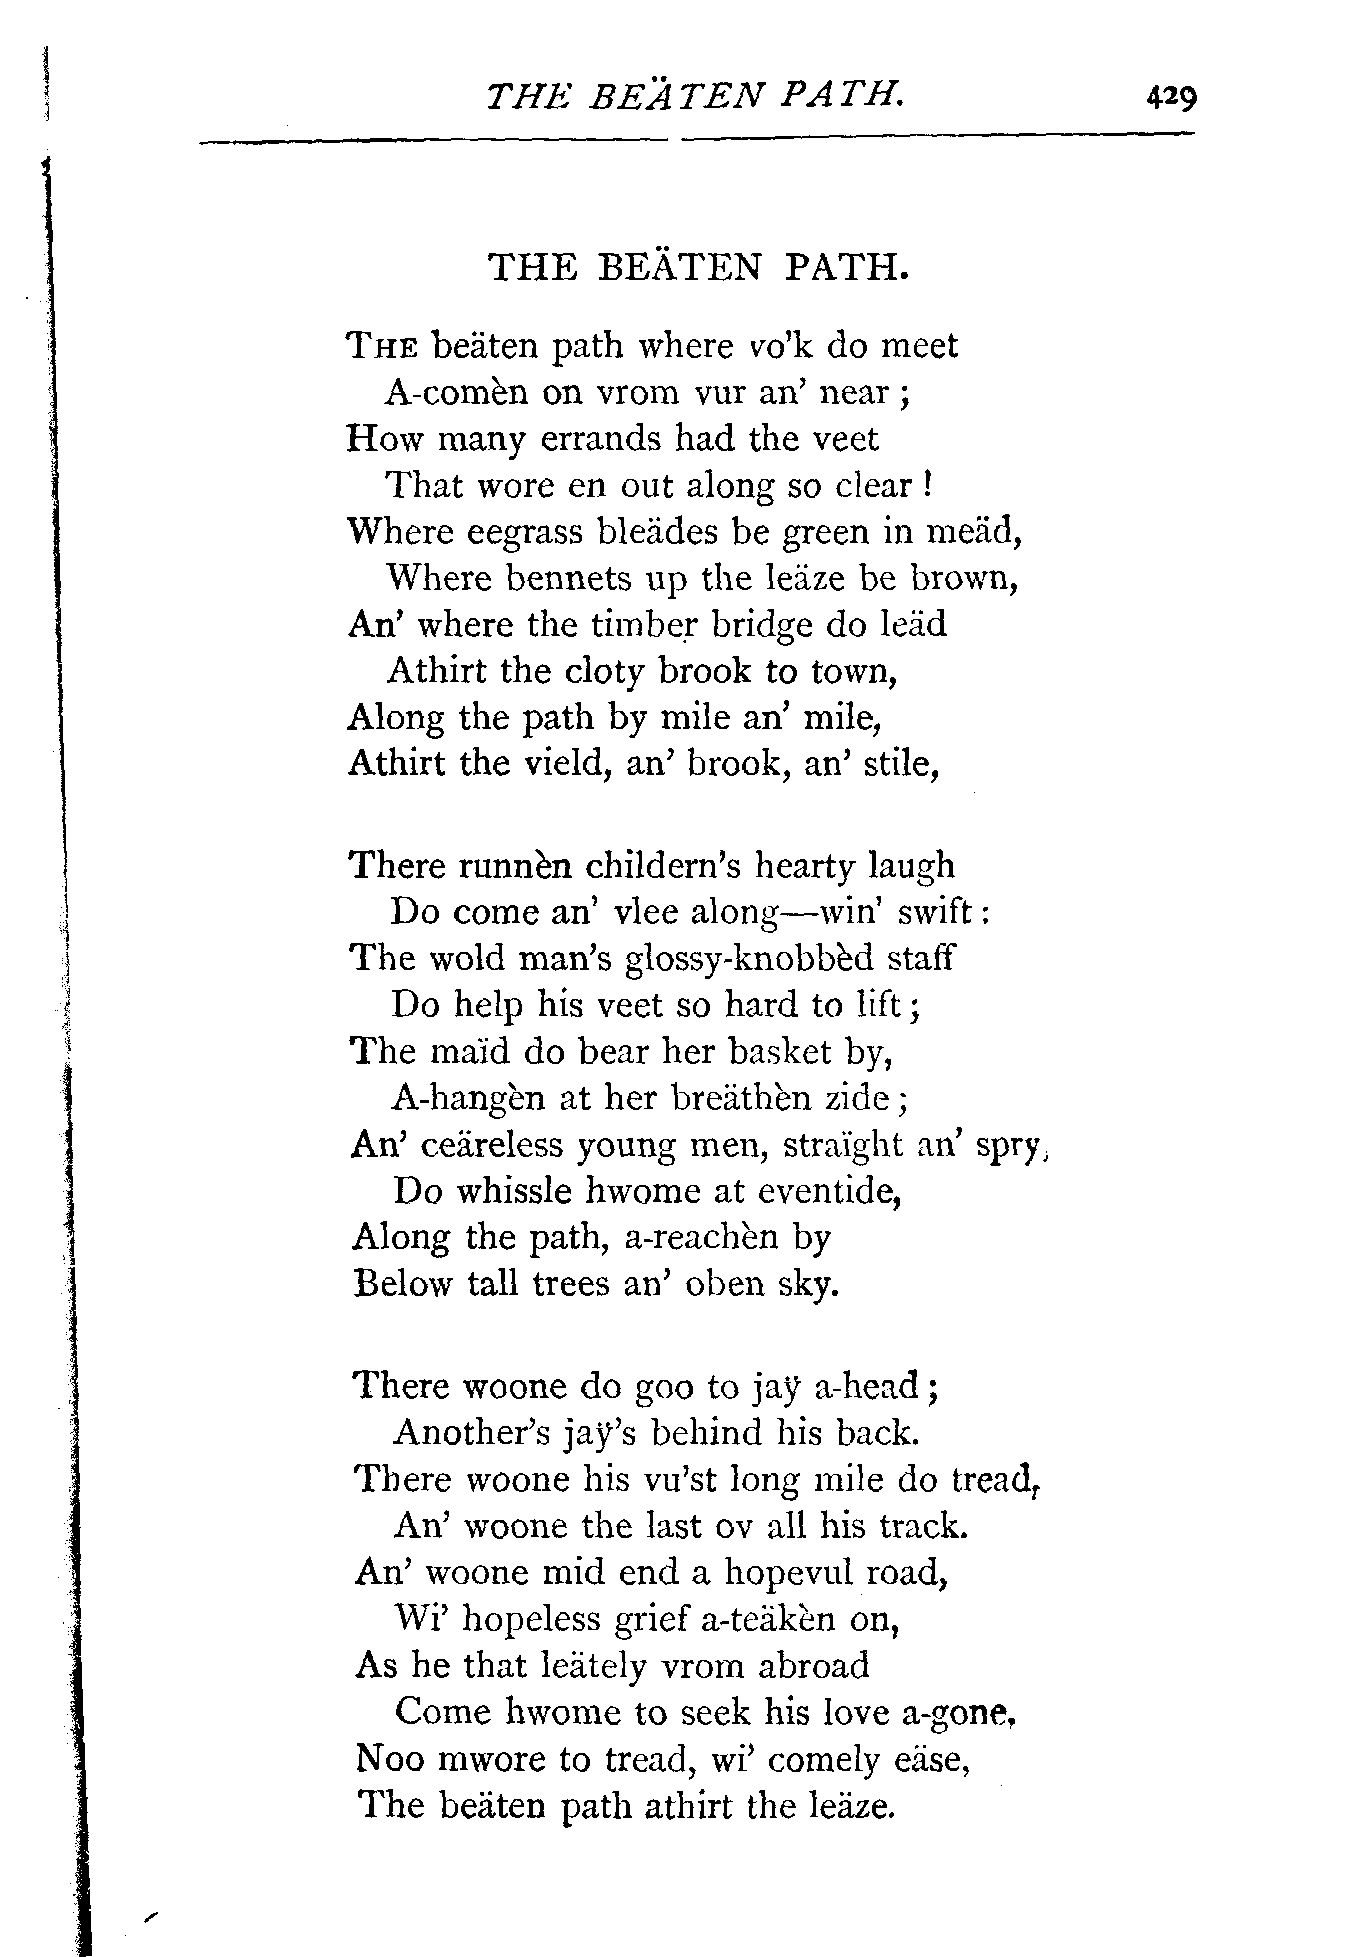 THE BEÄTEN PATH. 429
THE BEÄTEN PATH.
THE beäten path where vo'k do meet
A-comèn on vrom vur an' near ;
How many errands had the veet
That wore en out along so clear !
Where eegrass bleädes be green in meäd,
Where bennets up the leäze be brown,
An' where the timber bridge do leäd
Athirt the cloty brook to town,
Along the path by mile an' mile,
Athirt the vield, an' brook, an' stile,
There runnèn childern's hearty laugh
Do come an' vlee along—win' swift :
The wold man's glossy-knobbèd staff
Do help his veet so hard to lift ;
The maïd do bear her basket by,
A-hangèn at her breäthèn zide ;
An' ceäreless young men, straïght an' spry,
Do whissle hwome at eventide,
Along the path, a-reachèn by
Below tall trees an' oben sky.
There woone do goo to jaÿ a-head ;
Another's jaÿ's behind his back.
There woone his vu'st long mile do tread,
An' woone the last ov all his track.
An' woone mid end a hopevul road,
Wi' hopeless grief a-teäkèn on,
As he that leätely vrom abroad
Come hwome to seek his love a-gone,
Noo mwore to tread, wi' comely eäse,
The beäten path athirt the leäze.